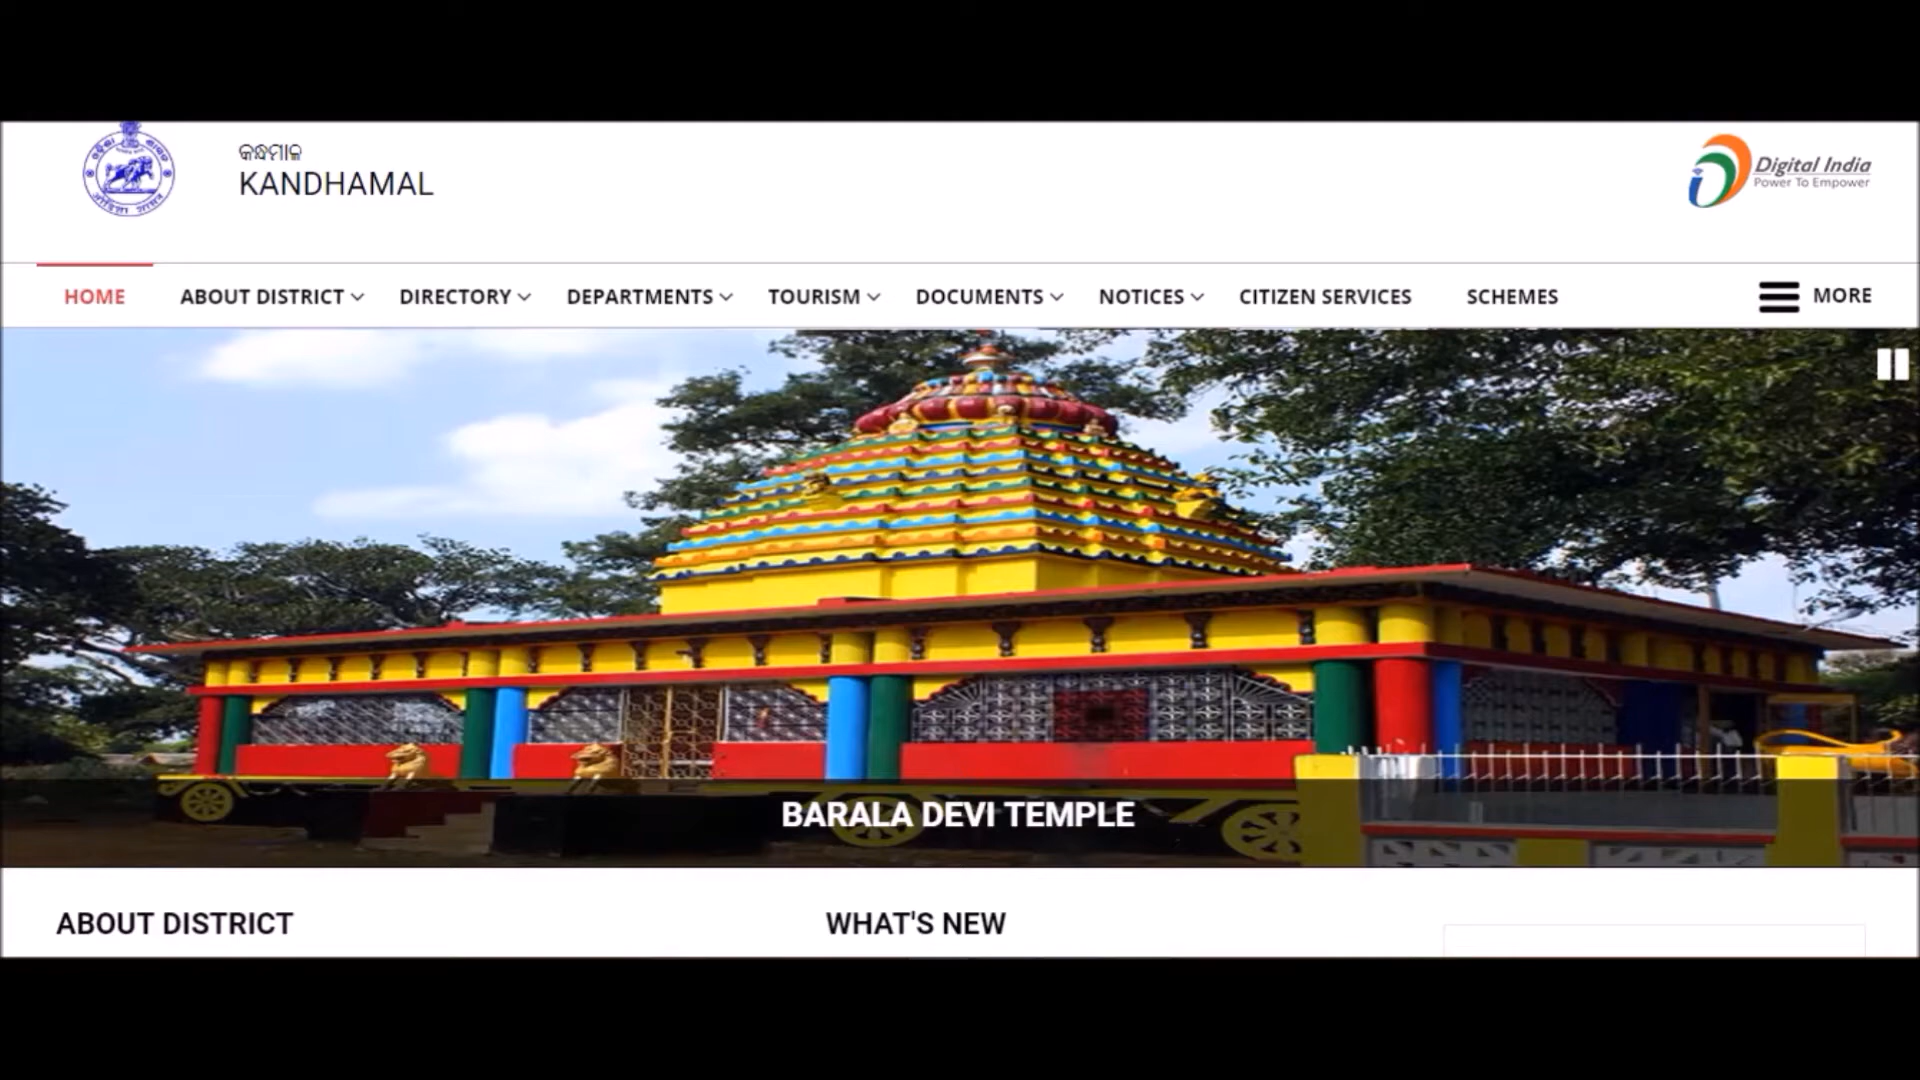 କନ୍ଧମାଳ
KANDHAMAL
Digital India
Power To Empower
HOME
ABOUT DISTRICT
DIRECTORY
DEPARTMENTS
TOURISM
DOCUMENTS
NOTICES
CITIZEN SERVICES
SCHEMES
MORE
BARALA DEVI TEMPLE
ABOUT DISTRICT
WHAT'S NEW